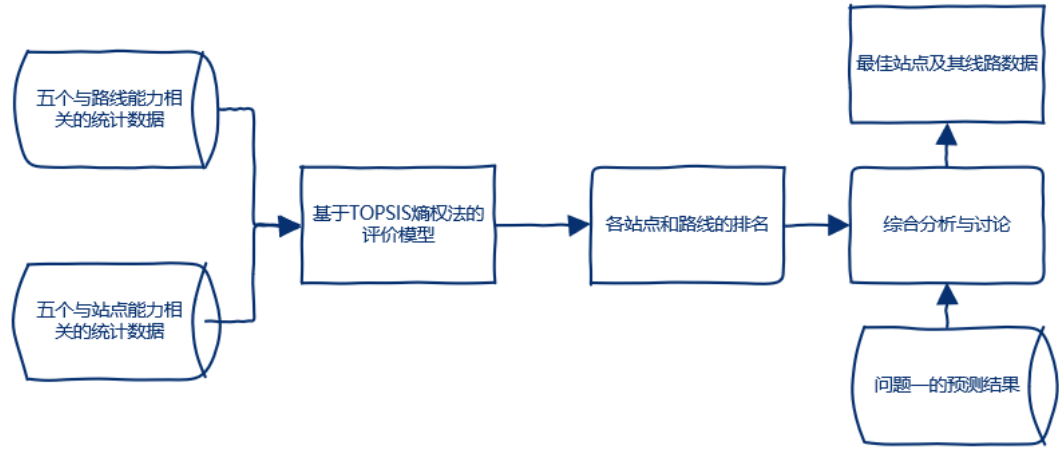 五个与路线能力相
关的统计数据
五个与站点能力相
关的统计数据
基于TOPSIS熵权法的
评价模型
各站点和路线的排名
综合分析与讨论
最佳站点及其线路数据
问题一的预测结果